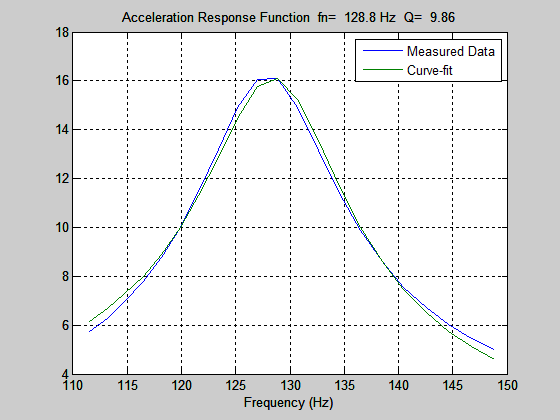 Acceleration Response Function fn= 128.8 Hz Q= 9.86
18
16
14
12
10
8
6
4
Measured Data
Curve-fit
110 115 120 125 130 135 140 145 150
Frequency (Hz)